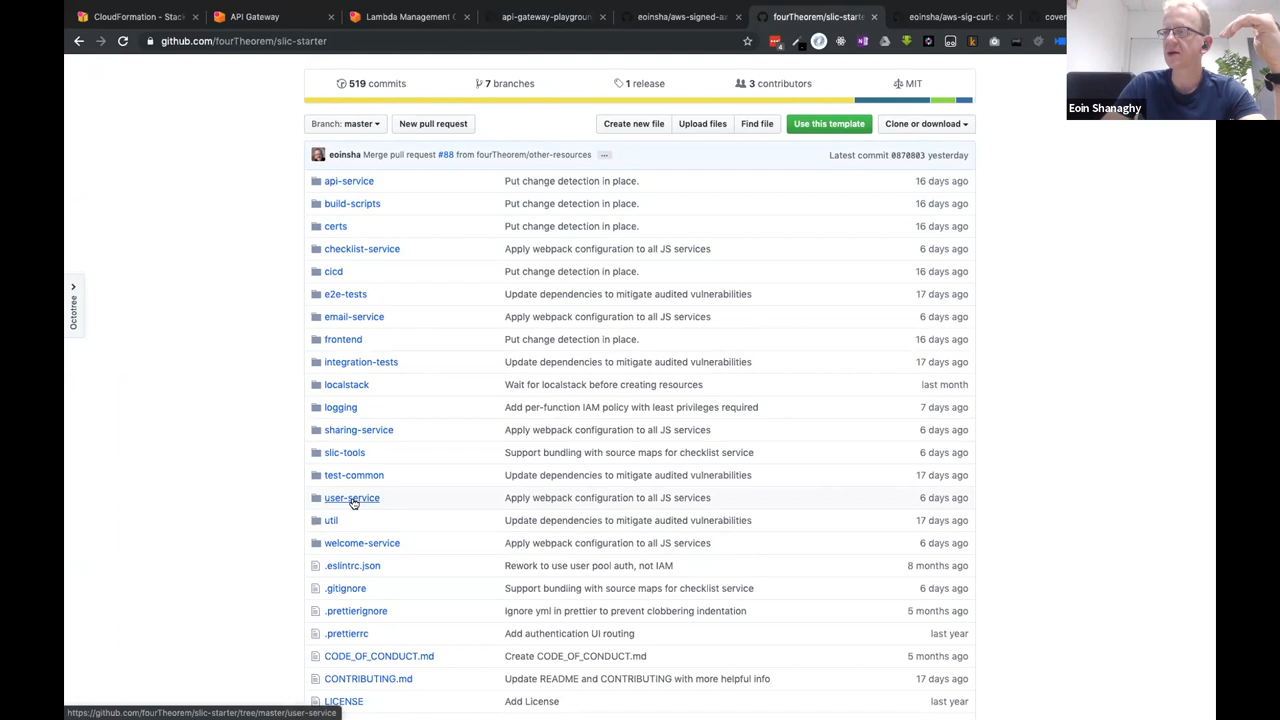 CloudFormation - Stack
API Gateway
Lambda Management C
api-gateway-playgroun
eoinsha/aws-signed-ax
fourTheorem/slic-starte
eoinsha/aws-sig-curl: c
cover
github.com/fourTheorem/slic-starter
Eoin Shanaghy
519 commits
7 branches
1 release
3 contributors
MIT
Branch: master
New pull request
Create new file
Upload files
Find file
Use this template
Clone or download
eoinsha Merge pull request #88 from fourTheorem/other-resources ...
Latest commit 0870803 yesterday
api-service Put change detection in place. 16 days ago
build-scripts Put change detection in place. 16 days ago
certs Put change detection in place. 16 days ago
checklist-service Apply webpack configuration to all JS services 6 days ago
cicd Put change detection in place. 16 days ago
e2e-tests Update dependencies to mitigate audited vulnerabilities 17 days ago
email-service Apply webpack configuration to all JS services 6 days ago
frontend Put change detection in place. 16 days ago
integration-tests Update dependencies to mitigate audited vulnerabilities 17 days ago
localstack Wait for localstack before creating resources last month
logging Add per-function IAM policy with least privileges required 7 days ago
sharing-service Apply webpack configuration to all JS services 6 days ago
slic-tools Support bundling with source maps for checklist service 6 days ago
test-common Update dependencies to mitigate audited vulnerabilities 17 days ago
user-service Apply webpack configuration to all JS services 6 days ago
util Update dependencies to mitigate audited vulnerabilities 17 days ago
welcome-service Apply webpack configuration to all JS services 6 days ago
.eslintrc.json Rework to use user pool auth, not IAM 8 months ago
.gitignore Support bundling with source maps for checklist service 6 days ago
.prettierignore Ignore yml in prettier to prevent clobbering indentation 5 months ago
.prettierrc Add authentication UI routing last year
CODE_OF_CONDUCT.md Create CODE_OF_CONDUCT.md 5 months ago
CONTRIBUTING.md Update README and CONTRIBUTING with more helpful info 17 days ago
LICENSE Add License last year
Octotree
https://github.com/fourTheorem/slic-starter/tree/master/user-service